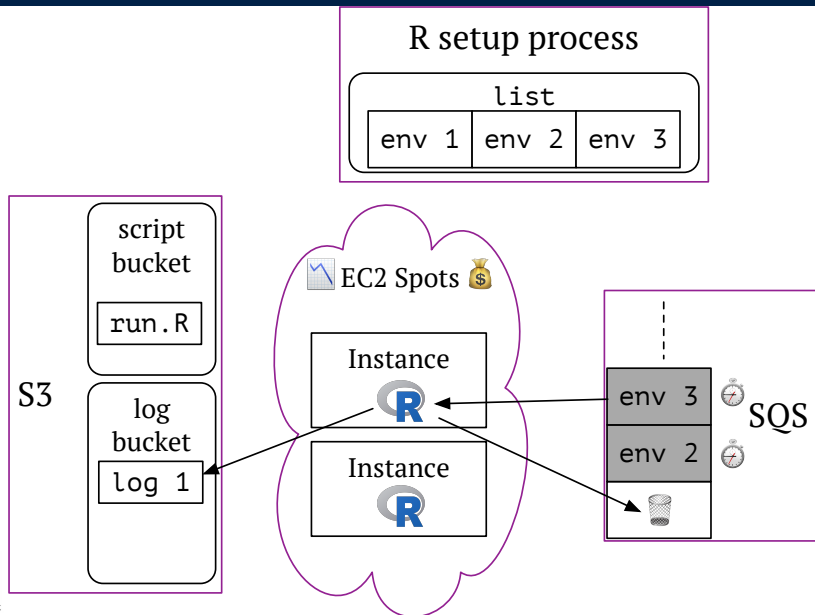 R setup process
list
env 1 env 2 env 3
S3
script
bucket
run.R
log
bucket
log 1
EC2 Spots
Instance
R
Instance
R
env 3
env 2
SQS